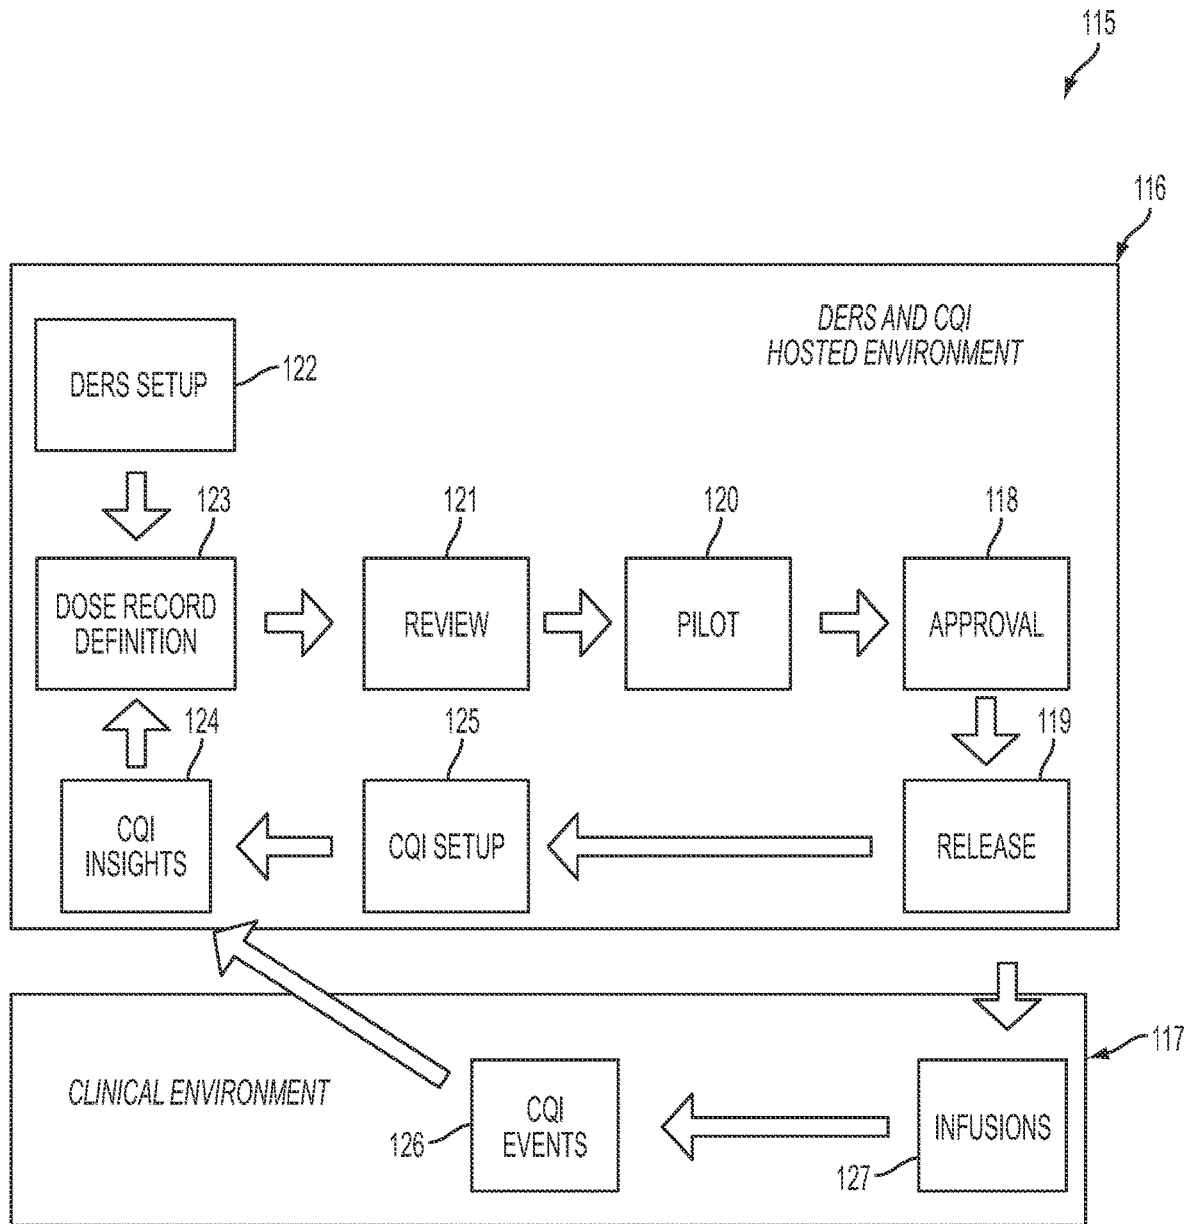 115
116
DERS AND CQI
HOSTED ENVIRONMENT
DERS SETUP
122
123
121
120
118
DOSE RECORD
DEFINITION
REVIEW
PILOT
APPROVAL
124
125
119
CQI
INSIGHTS
CQI SETUP
RELEASE
117
CLINICAL ENVIRONMENT
126
CQI
EVENTS
127
INFUSIONS